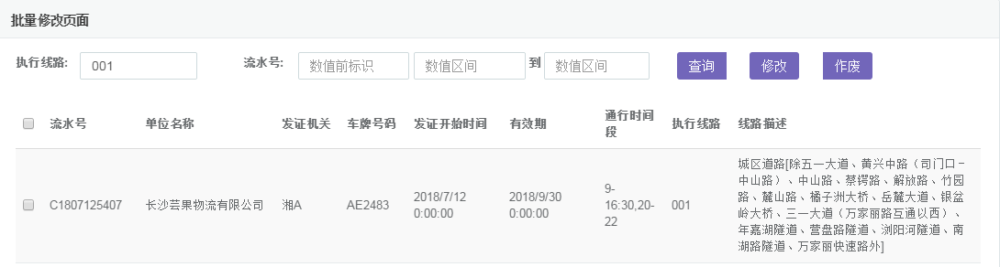 批量修改页面
执行线路: 001 流水号: 数值前标识 数值区间 到 数值区间 查询 修改 作废
流水号 单位名称 发证机关 车牌号码 发证开始时间 有效期 通行时间段 执行线路 线路描述
C1807125407 长沙芸果物流有限公司 湘A AE2483 2018/7/12 0:00:00 2018/9/30 0:00:00 9-16:30,20-22 001
城区道路[除五一大道、黄兴中路（司门口－
中山路）、中山路、蔡锷路、解放路、竹园
路、麓山路、橘子洲大桥、岳麓大道、银盆
岭大桥、三一大道（万家丽路互通以西）、
年嘉湖隧道、营盘路隧道、浏阳河隧道、南
湖路隧道、万家丽快速路外]